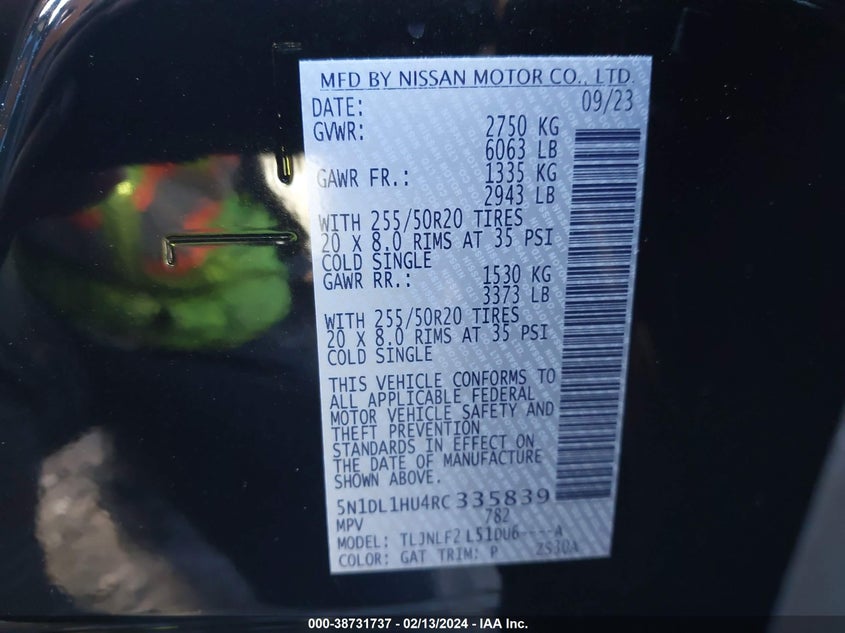 MFD BY NISSAN MOTOR CO., LTD.
DATE: 09/23
GVWR: 2750 KG
6063 LB
GAWR FR.: 1335 KG
2943 LB
WITH 255/50R20 TIRES
20 X 8.0 RIMS AT 35 PSI
COLD SINGLE
GAWR RR.: 1530 KG
3373 LB
WITH 255/50R20 TIRES
20 X 8.0 RIMS AT 35 PSI
COLD SINGLE
THIS VEHICLE CONFORMS TO
ALL APPLICABLE FEDERAL
MOTOR VEHICLE SAFETY AND
THEFT PREVENTION
STANDARDS IN EFFECT ON
THE DATE OF MANUFACTURE
SHOWN ABOVE.
5N1DL1HU4RC335839
MPV 782
MODEL: TLJNLF2 L51DU6----A
COLOR: GAT TRIM: P 2S30A
000-38731737 - 02/13/2024 - IAA Inc.